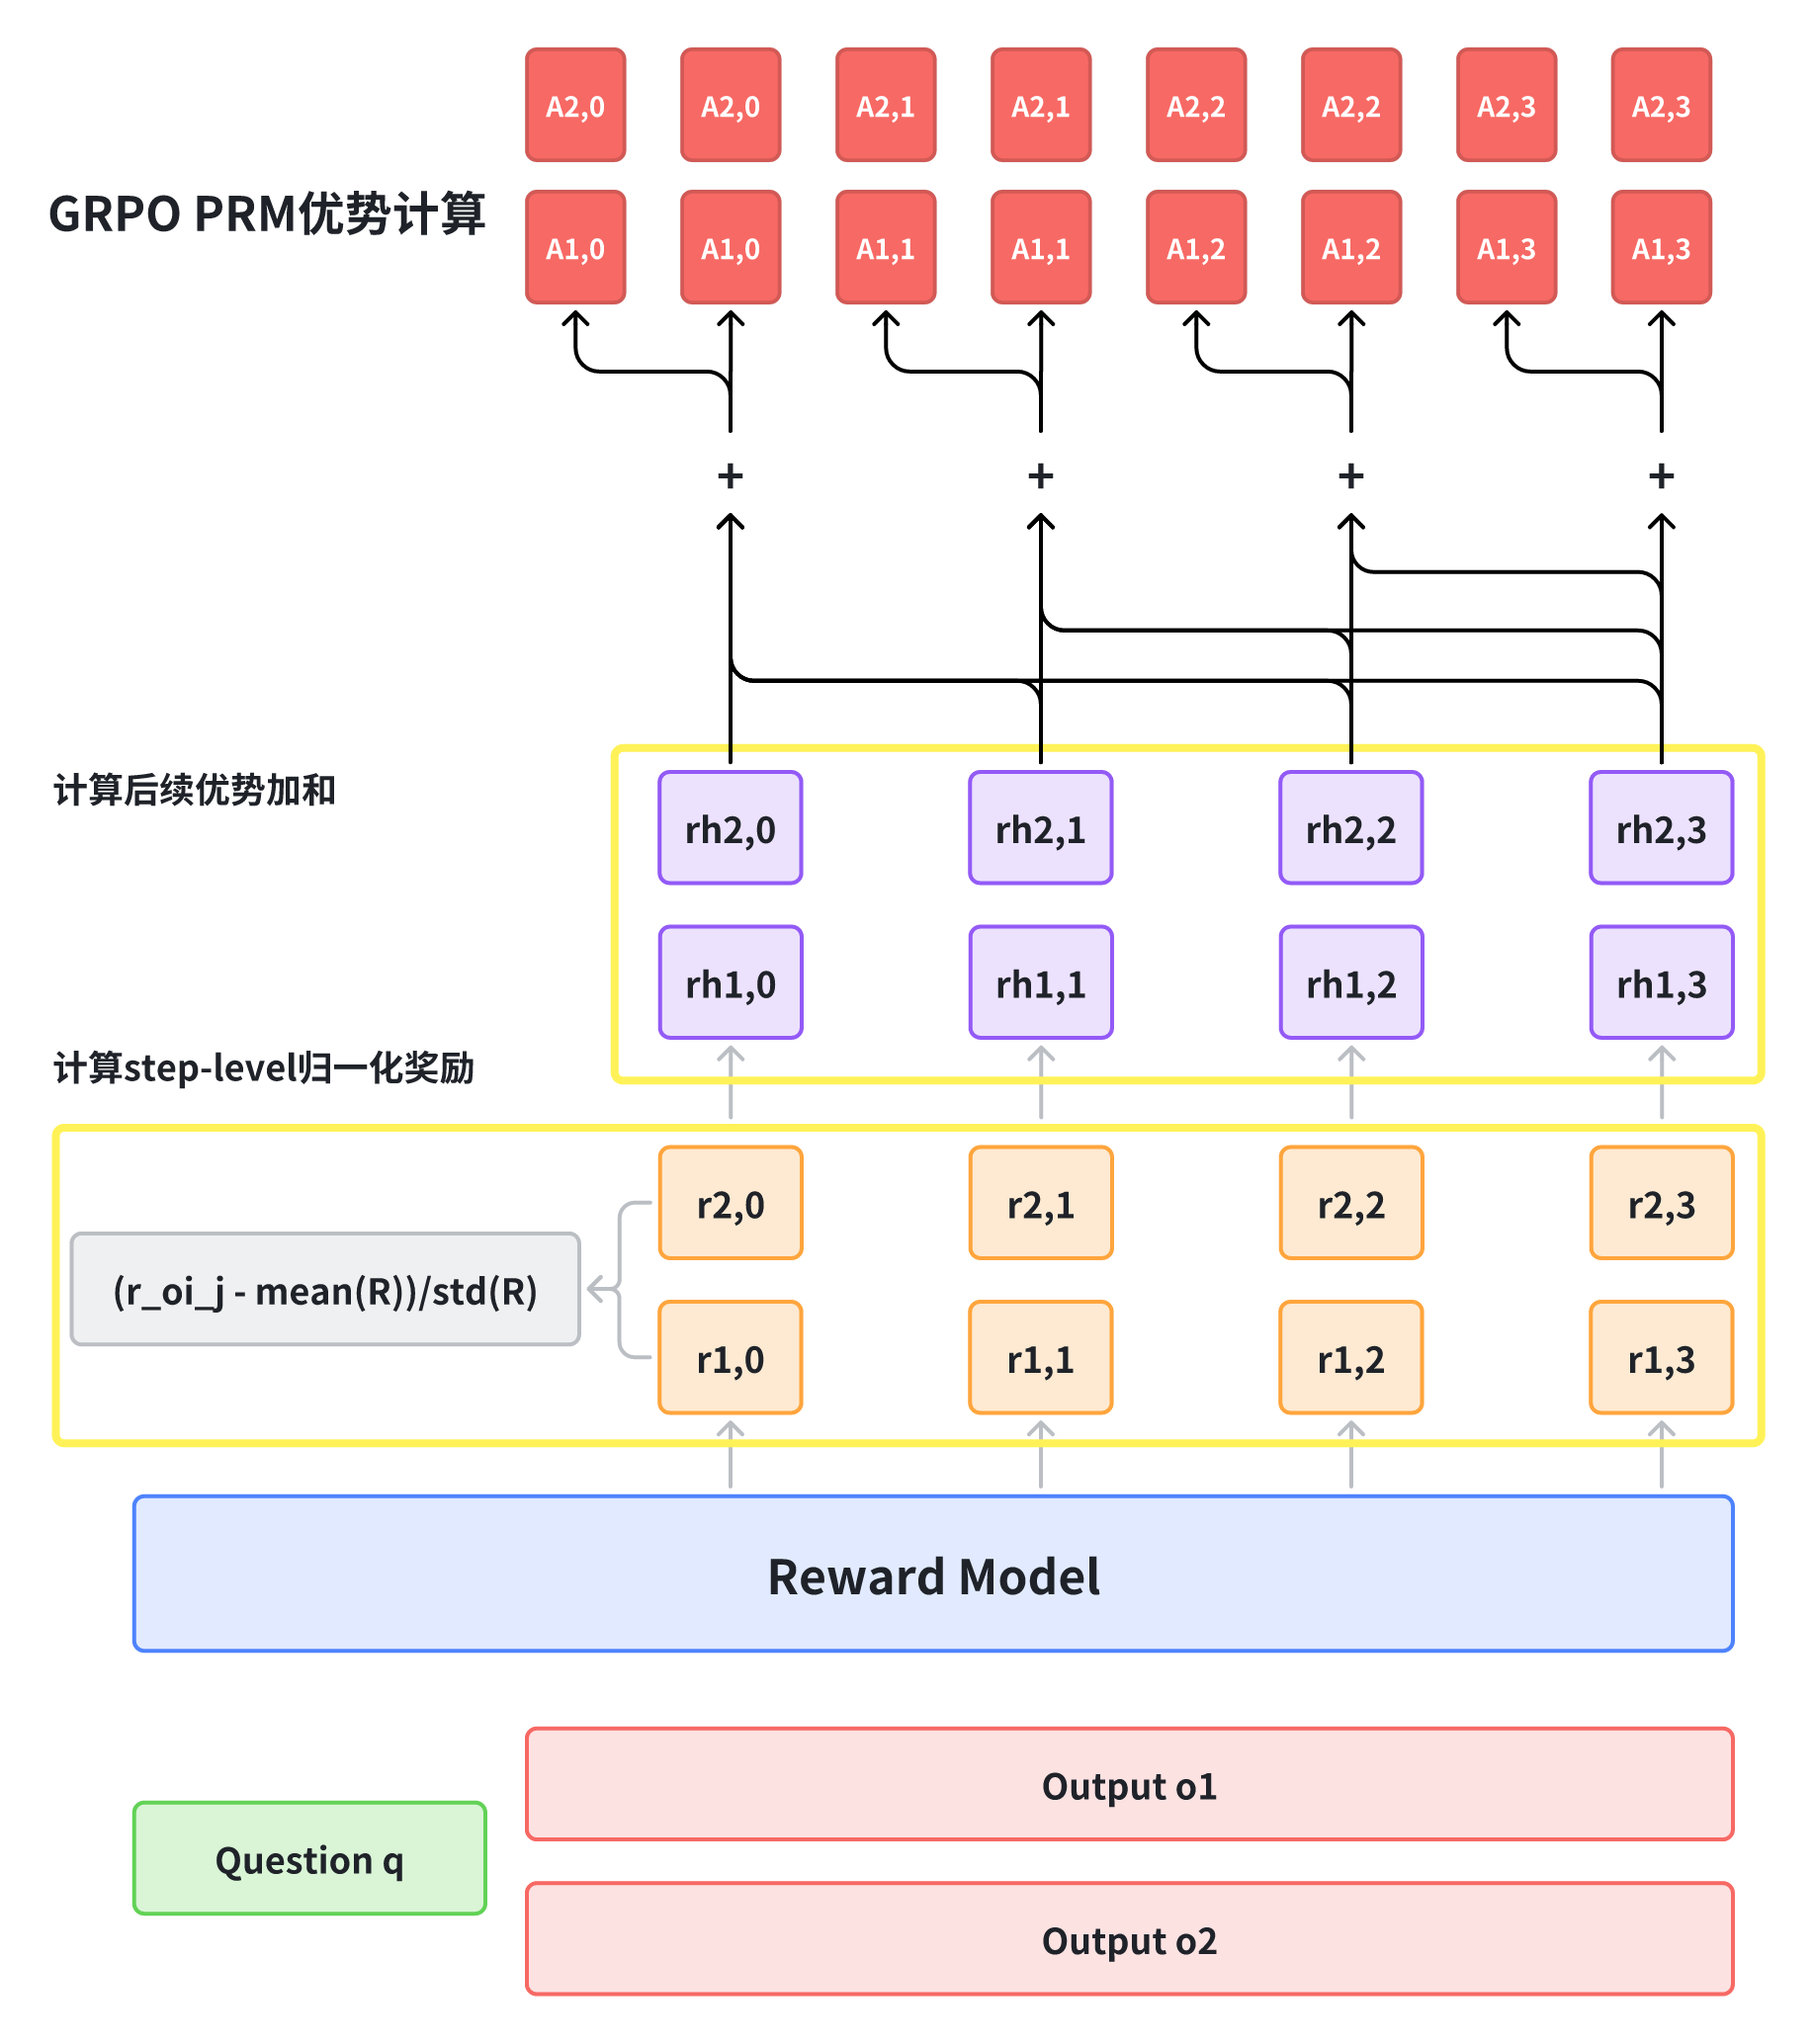 A2,0 A2,0 A2,1 A2,1 A2,2 A2,2 A2,3 A2,3
GRPO PRM优势计算
A1,0 A1,0 A1,1 A1,1 A1,2 A1,2 A1,3 A1,3
+ + + +
计算后续优势加和
rh2,0 rh2,1 rh2,2 rh2,3
rh1,0 rh1,1 rh1,2 rh1,3
计算step-level归一化奖励
r2,0 r2,1 r2,2 r2,3
(r_oi_j - mean(R))/std(R)
r1,0 r1,1 r1,2 r1,3
Reward Model
Output o1
Question q
Output o2